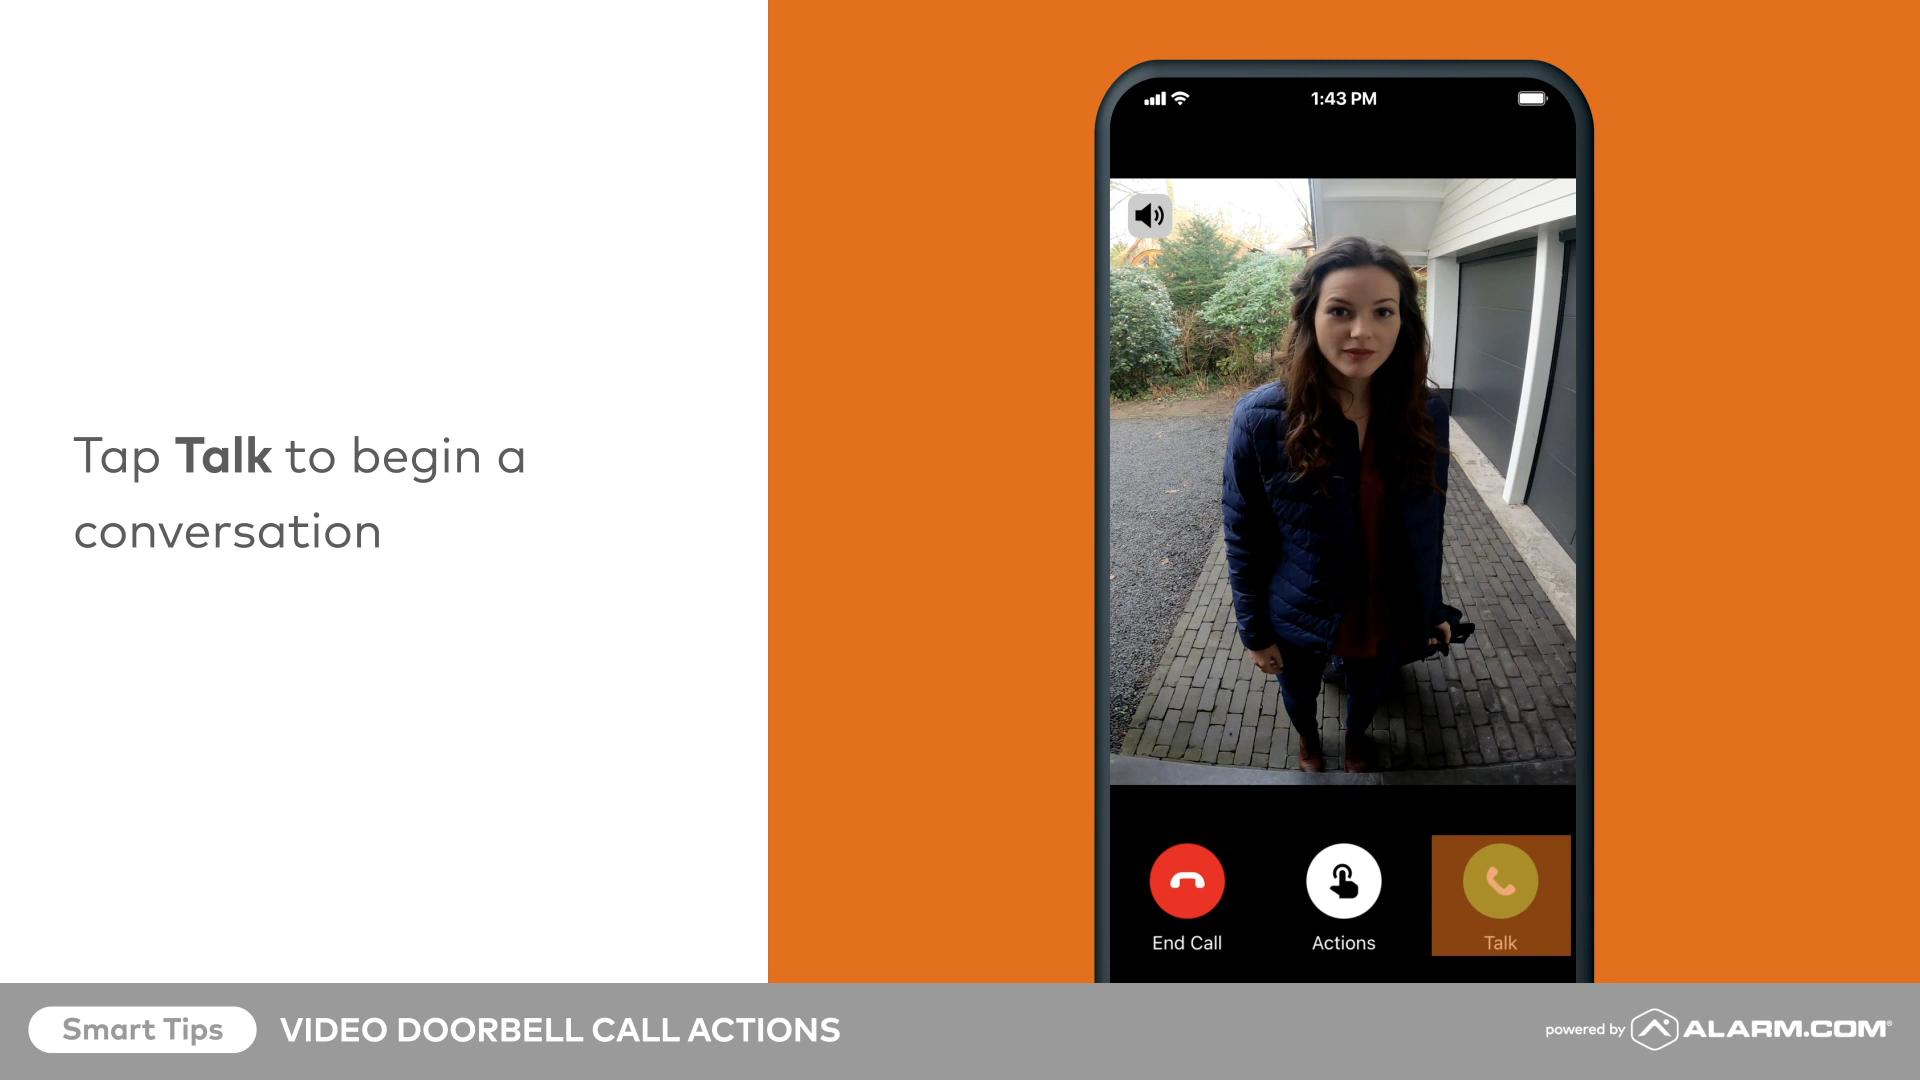 Tap Talk to begin a
conversation
1:43 PM
End Call
Actions
Talk
Smart Tips
VIDEO DOORBELL CALL ACTIONS
powered by ALARM.COM®